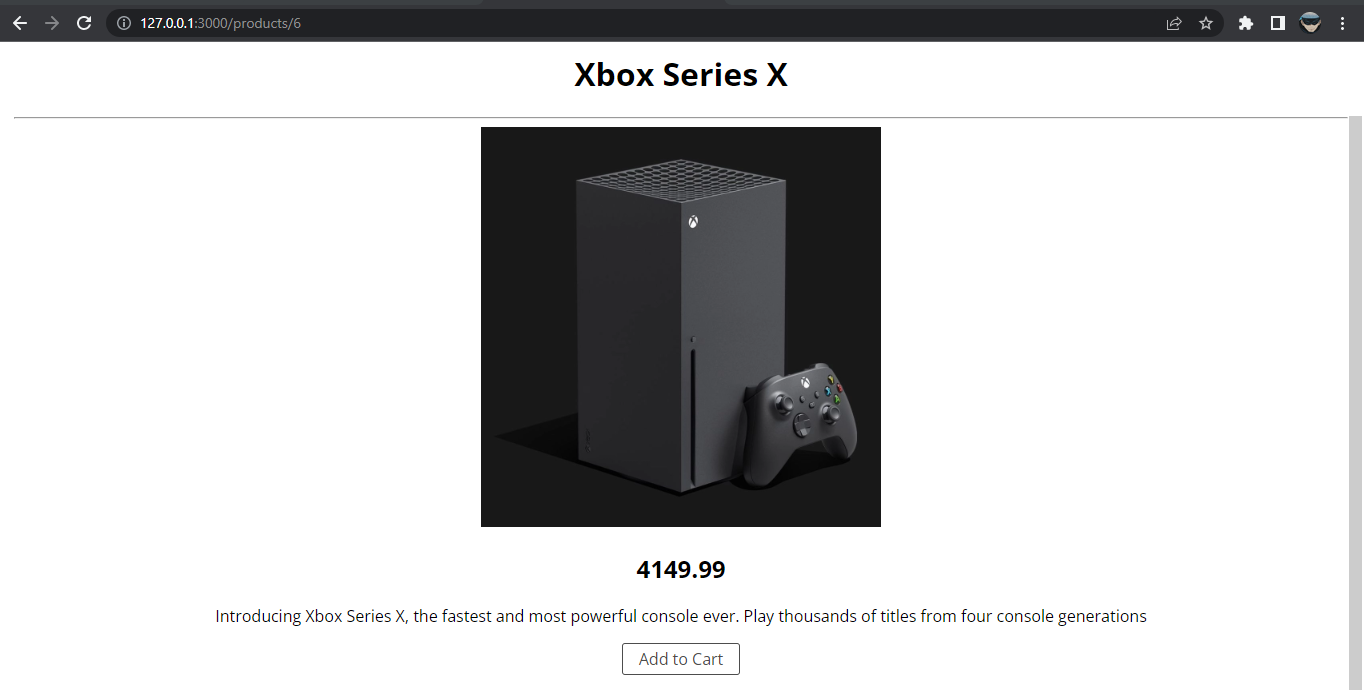 127.0.0.1:3000/products/6
Xbox Series X
4149.99
Introducing Xbox Series X, the fastest and most powerful console ever. Play thousands of titles from four console generations
Add to Cart